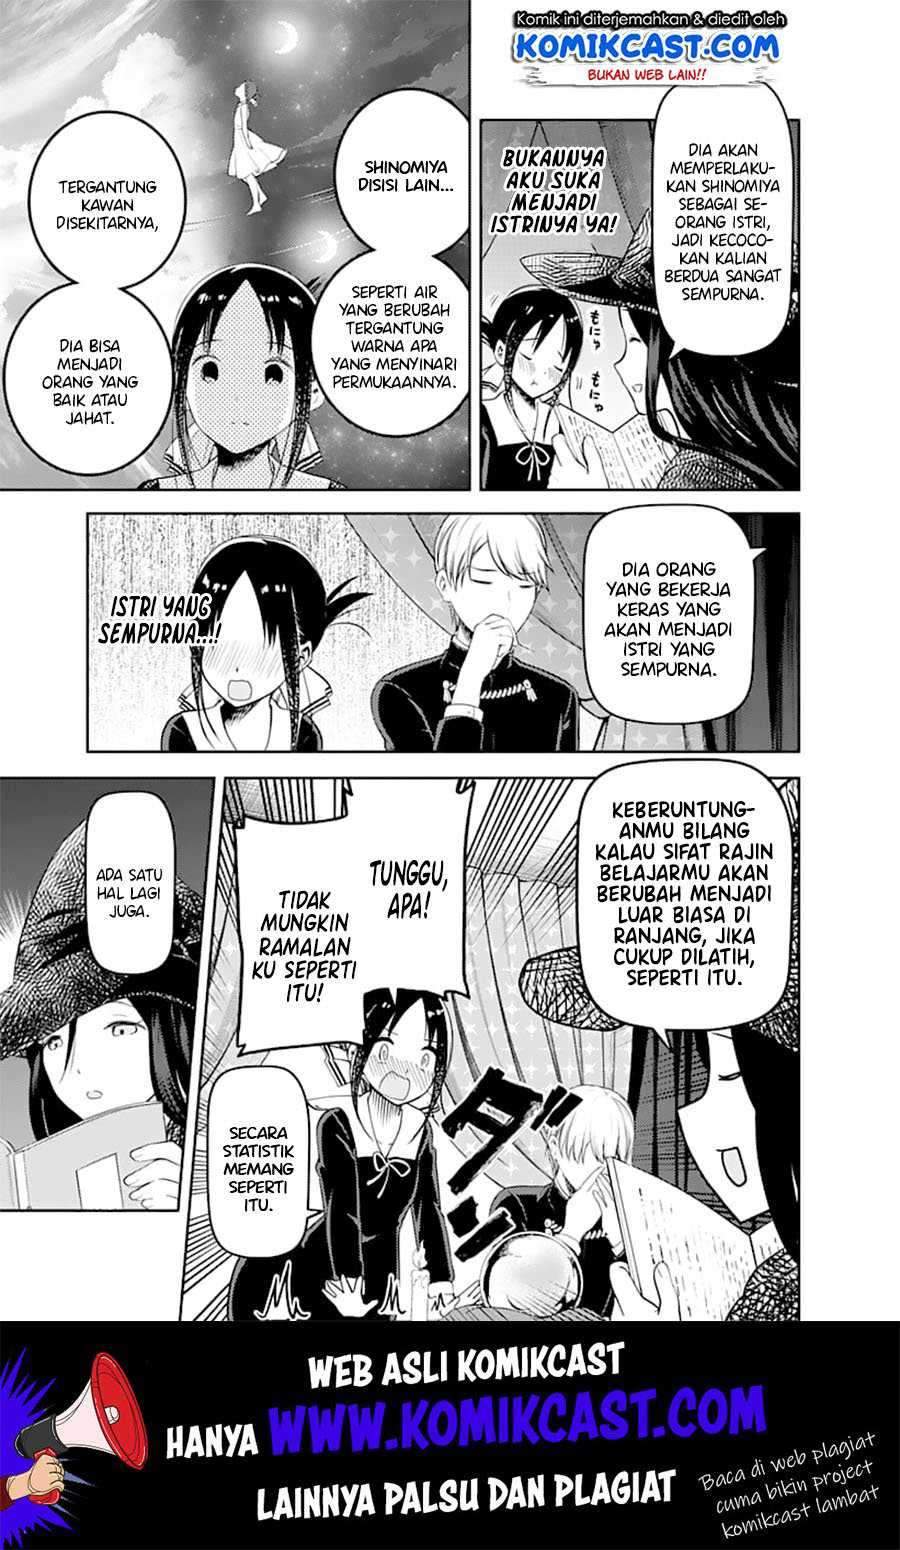 Komik ini diterjemahkan & diedit oleh
KOMIKCAST.COM
BUKAN WEB LAIN!!
DIA AKAN
MEMPERLAKU-
KAN SHINOMIYA
SEBAGAI SE-
ORANG ISTRI,
JADI KECOCO-
KAN KALIAN
BERDUA SANGAT
SEMPURNA.
BUKANNYA
AKU SUKA
MENJADI
ISTRINYA YA!
もにゅ
もにゅ
SHINOMIYA
DISISI LAIN...
SEPERTI AIR
YANG BERUBAH
TERGANTUNG
WARNA APA
YANG MENYINARI
PERMUKAANNYA.
TERGANTUNG
KAWAN
DISEKITARNYA,
DIA BISA
MENJADI
ORANG YANG
BAIK ATAU
JAHAT.
DIA ORANG
YANG BEKERJA
KERAS YANG
AKAN MENJADI
ISTRI YANG
SEMPURNA.
ISTRI YANG
SEMPURNA...!
KEBERUNTUNG-
ANMU BILANG
KALAU SIFAT RAJIN
BELAJARMU AKAN
BERUBAH MENJADI
LUAR BIASA DI
RANJANG, JIKA
CUKUP DILATIH,
SEPERTI ITU.
TUNGGU,
APA!
TIDAK
MUNGKIN
RAMALAN
KU SEPERTI
ITU!
ダン
SECARA
STATISTIK
MEMANG
SEPERTI
ITU.
ADA SATU
HAL LAGI
JUGA.
WEB ASLI KOMIKCAST
HANYA WWW.KOMIKCAST.COM
LAINNYA PALSU DAN PLAGIAT
Baca di web plagiat
cuma bikin project
komikcast lambat